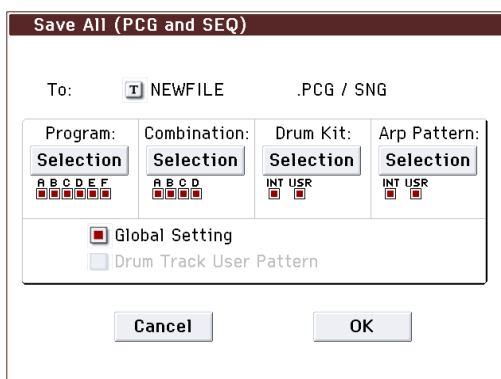 Save All (PCG and SEQ)
To: T NEWFILE .PCG / SNG
Program: Combination: Drum Kit: Arp Pattern:
Selection Selection Selection Selection
A B C D E F A B C D INT USR INT USR
Global Setting
Drum Track User Pattern
Cancel OK